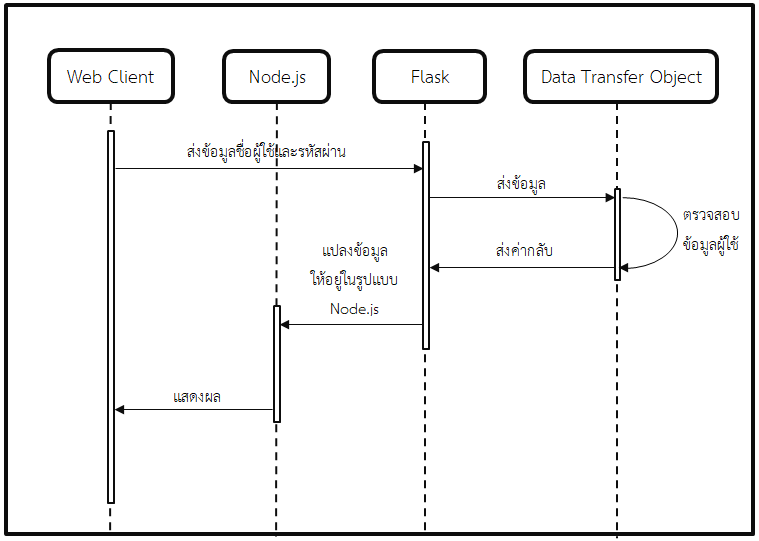 Web Client
Node.js
Flask
Data Transfer Object
ส่งข้อมูลชื่อผู้ใช้และรหัสผ่าน
ส่งข้อมูล
ตรวจสอบ
ข้อมูลผู้ใช้
ส่งค่ากลับ
แปลงข้อมูล
ให้อยู่ในรูปแบบ
Node.js
แสดงผล